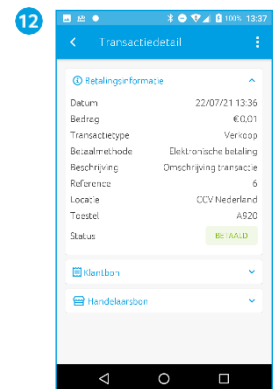 12
100% 13:37
Transactiedetail
Betalingsinformatie
Datum 22/07/21 13:36
Bedrag €0,01
Transactietype Verkoop
Betaalmethode Elektronische betaling
Beschrijving Omschrijving transactie
Reference 6
Locatie CCV Nederland
Toestel A920
Status BETAALD
Klantbon
Handelaarsbon